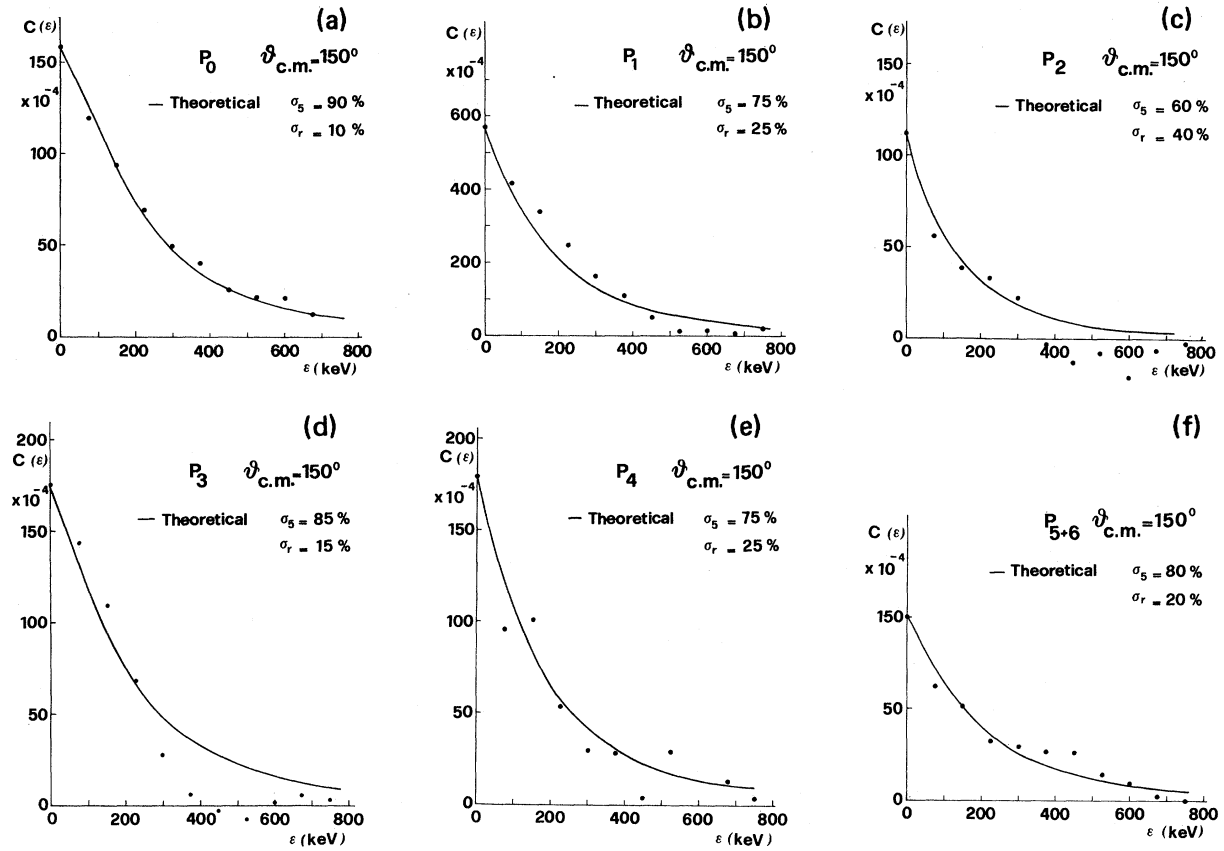 (a)
C (ε)
P0 ϑc.m.=150°
150
x10⁻⁴
— Theoretical σ5 = 90 %
σr = 10 %
100
50
0
0 200 400 600 800
ε (keV)
(b)
C (ε)
P1 ϑc.m.=150°
x10⁻⁴
— Theoretical σ5 = 75 %
600
σr = 25 %
400
200
0
0 200 400 600 800
ε (keV)
(c)
C (ε)
150
P2 ϑc.m.=150°
x10⁻⁴
— Theoretical σ5 = 60 %
σr = 40 %
100
50
0
0 200 400 600 800
ε (keV)
(d)
200
C (ε)
P3 ϑc.m.=150°
x10⁻⁴
— Theoretical σ5 = 85 %
150
σr = 15 %
100
50
0
0 200 400 600 800
ε (keV)
(e)
200
C (ε)
P4 ϑc.m.=150°
x10⁻⁴
— Theoretical σ5 = 75 %
150
σr = 25 %
100
50
0
0 200 400 600 800
ε (keV)
(f)
P5+6 ϑc.m.=150°
C (ε)
x10⁻⁴
— Theoretical σ5 = 80 %
σr = 20 %
150
100
50
0
0 200 400 600 800
ε (keV)